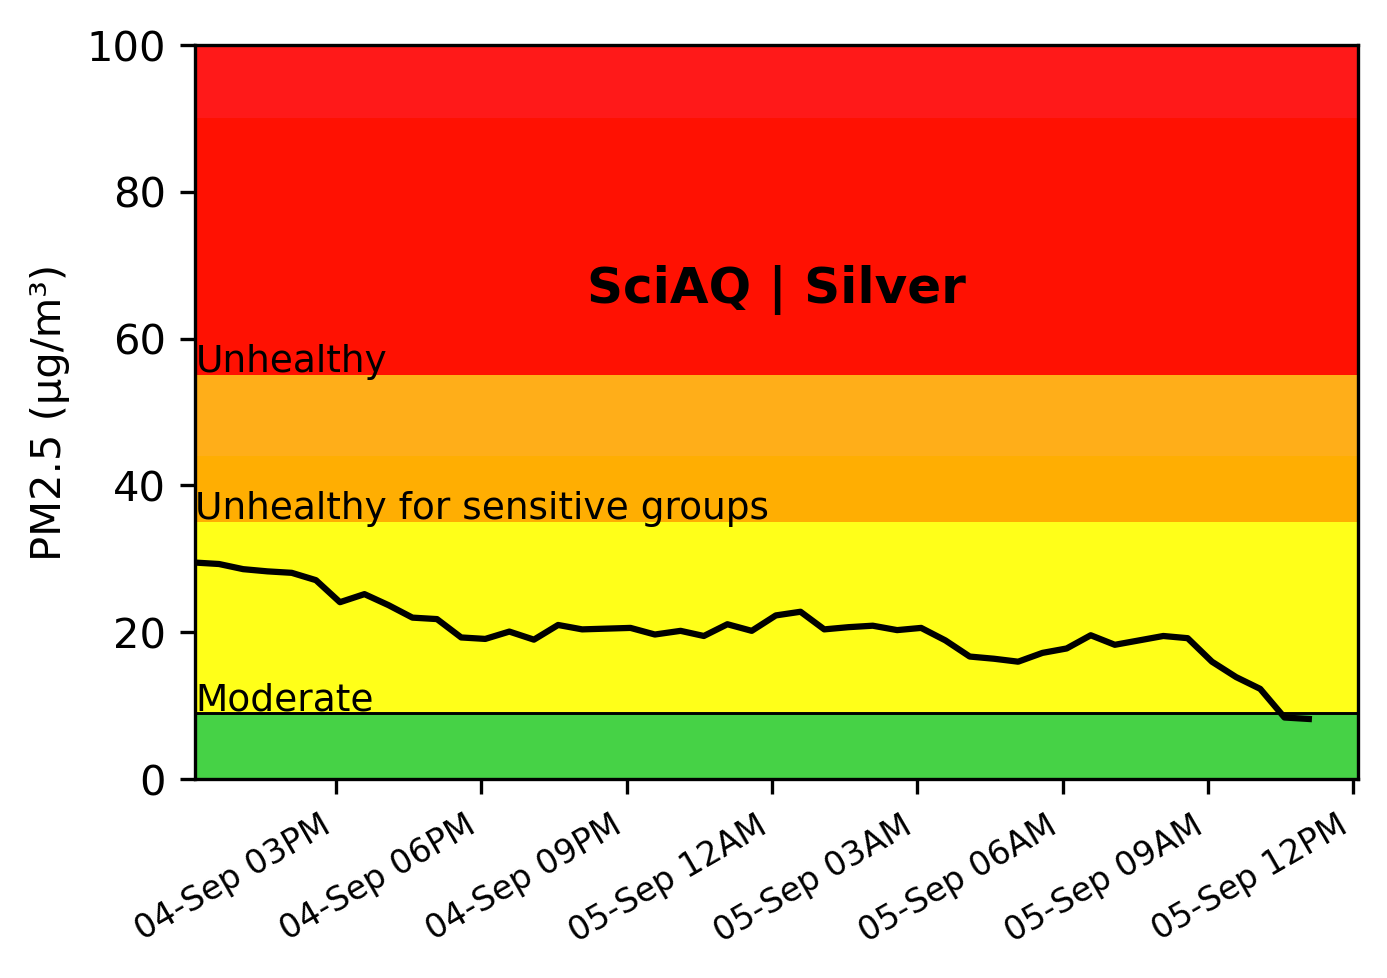 100
80
60
40
20
0
PM2.5 (µg/m³)
SciAQ | Silver
Unhealthy
Unhealthy for sensitive groups
Moderate
04-Sep 03PM
04-Sep 06PM
04-Sep 09PM
05-Sep 12AM
05-Sep 03AM
05-Sep 06AM
05-Sep 09AM
05-Sep 12PM